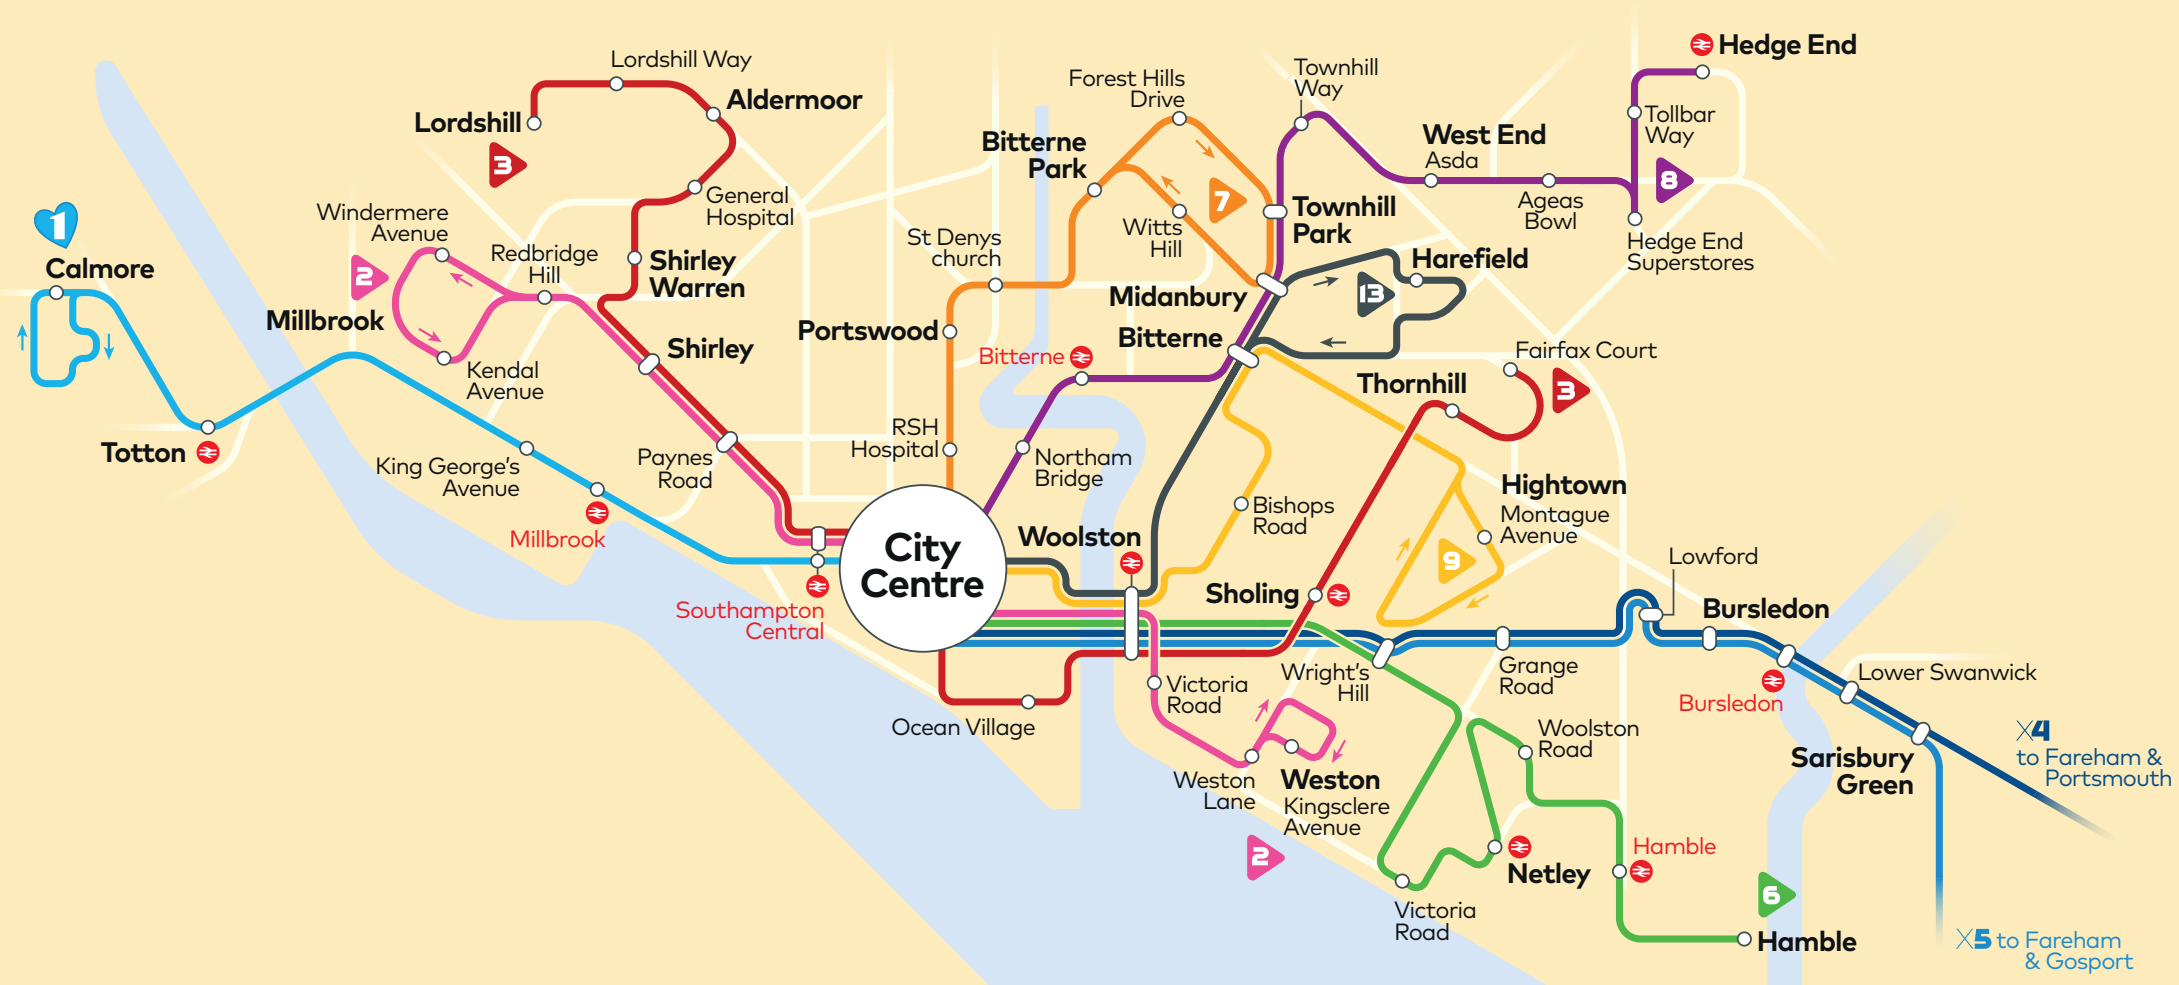 Hedge End
Lordshill Way
Townhill
Way
Forest Hills
Drive
Aldermoor
Lordshill
3
Tollbar
Way
West End
Asda
Bitterne
Park
8
General
Hospital
7
Ageas
Bowl
1
Windermere
Avenue
Townhill
Park
Witts
Hill
St Denys
church
Hedge End
Superstores
Calmore
2
Redbridge
Hill
Shirley
Warren
Harefield
13
Midanbury
Millbrook
Portswood
Bitterne
Shirley
Bitterne
Fairfax Court
Kendal
Avenue
Thornhill
3
Totton
King George's
Avenue
Paynes
Road
RSH
Hospital
Northam
Bridge
Hightown
Montague
Avenue
Bishops
Road
Millbrook
City
Centre
Woolston
9
Lowford
Southampton
Central
Sholing
Bursledon
Wright's
Hill
Grange
Road
Lower Swanwick
Victoria
Road
Bursledon
Ocean Village
Woolston
Road
X4
to Fareham &
Portsmouth
Weston
Lane
Weston
Kingsclere
Avenue
Sarisbury
Green
2
Hamble
Netley
6
Victoria
Road
Hamble
X5 to Fareham
& Gosport